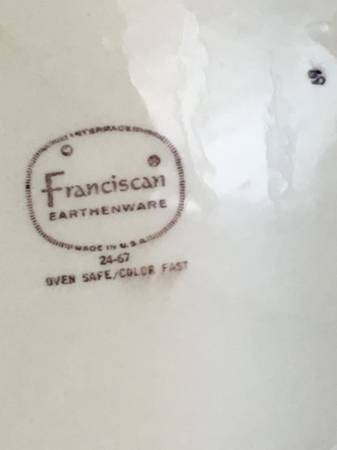 INTERPACE
Franciscan
EARTHENWARE
MADE IN U.S.A.
24-67
OVEN SAFE/COLOR FAST